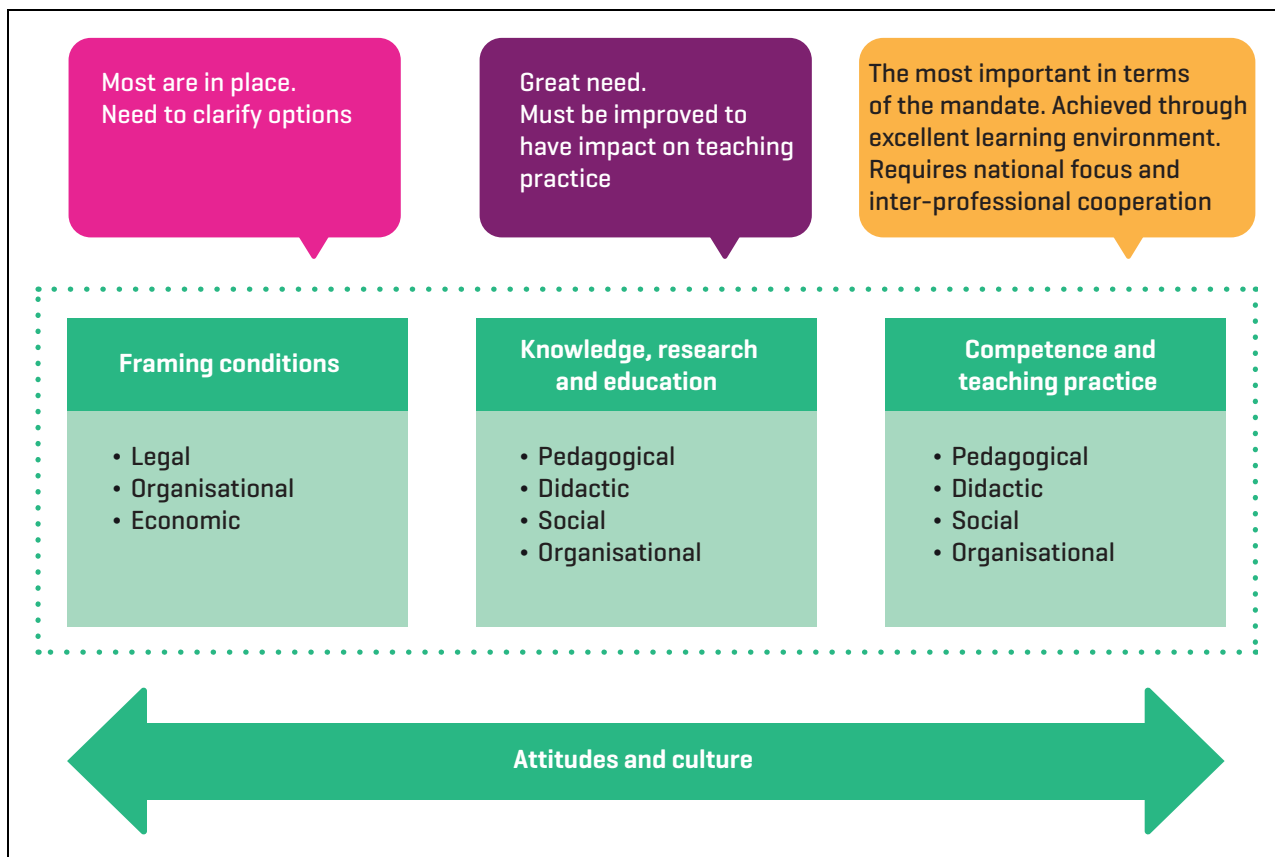 Most are in place.
Need to clarify options
Great need.
Must be improved to
have impact on teaching
practice
The most important in terms
of the mandate. Achieved through
excellent learning environment.
Requires national focus and
inter-professional cooperation
Framing conditions
• Legal
• Organisational
• Economic
Knowledge, research
and education
• Pedagogical
• Didactic
• Social
• Organisational
Competence and
teaching practice
• Pedagogical
• Didactic
• Social
• Organisational
Attitudes and culture